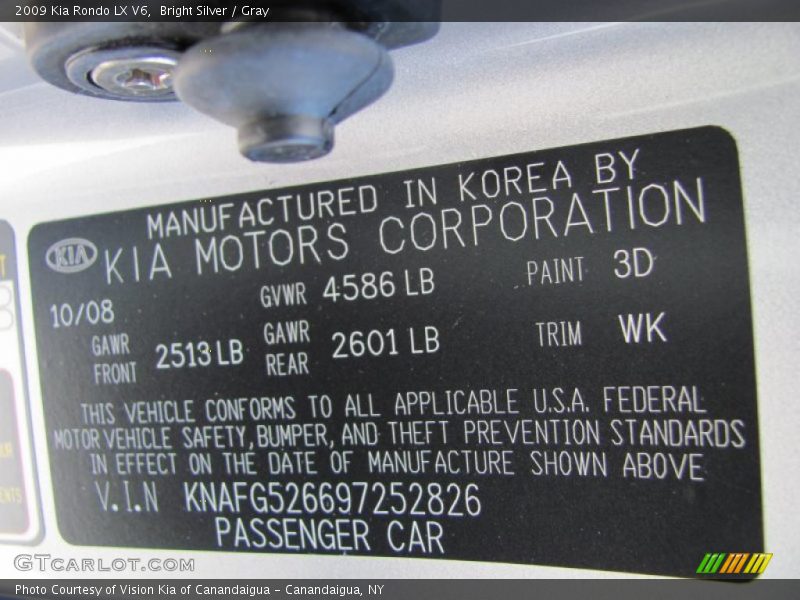 2009 Kia Rondo LX V6, Bright Silver / Gray
MANUFACTURED IN KOREA BY
KIA KIA MOTORS CORPORATION
10/08 GVWR 4586 LB PAINT 3D
GAWR FRONT 2513 LB GAWR REAR 2601 LB TRIM WK
THIS VEHICLE CONFORMS TO ALL APPLICABLE U.S.A. FEDERAL
MOTOR VEHICLE SAFETY, BUMPER, AND THEFT PREVENTION STANDARDS
IN EFFECT ON THE DATE OF MANUFACTURE SHOWN ABOVE
V.I.N KNAFG526697252826
PASSENGER CAR
GTcarlot.com
Photo Courtesy of Vision Kia of Canandaigua - Canandaigua, NY